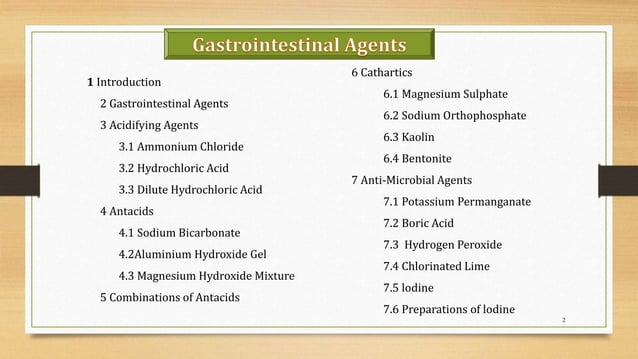 Gastrointestinal Agents
1 Introduction
2 Gastrointestinal Agents
3 Acidifying Agents
3.1 Ammonium Chloride
3.2 Hydrochloric Acid
3.3 Dilute Hydrochloric Acid
4 Antacids
4.1 Sodium Bicarbonate
4.2Aluminium Hydroxide Gel
4.3 Magnesium Hydroxide Mixture
5 Combinations of Antacids
6 Cathartics
6.1 Magnesium Sulphate
6.2 Sodium Orthophosphate
6.3 Kaolin
6.4 Bentonite
7 Anti-Microbial Agents
7.1 Potassium Permanganate
7.2 Boric Acid
7.3 Hydrogen Peroxide
7.4 Chlorinated Lime
7.5 lodine
7.6 Preparations of lodine
2